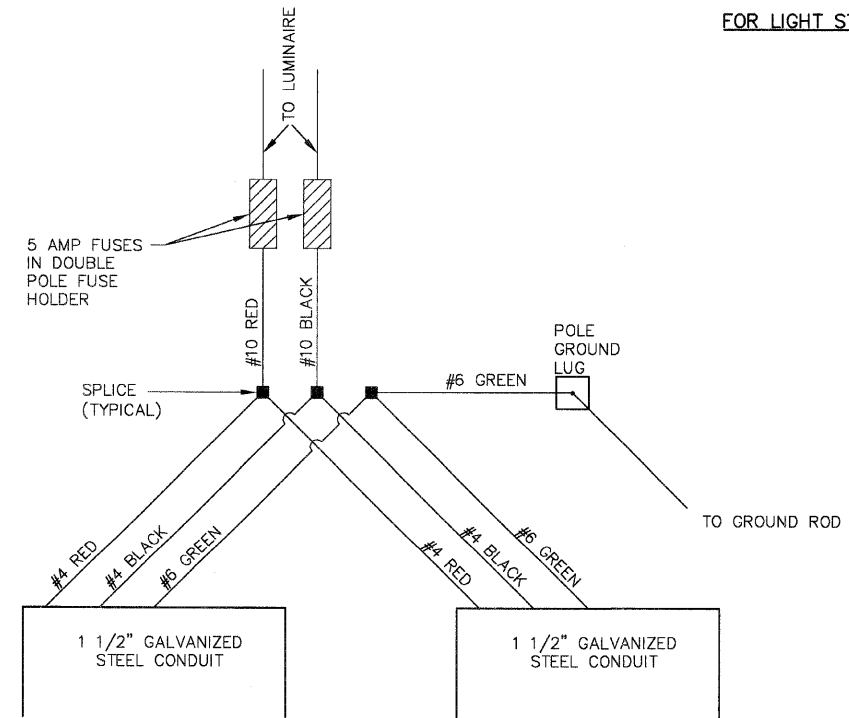 FOR LIGHT ST
TO LUMINAIRE
5 AMP FUSES
IN DOUBLE
POLE FUSE
HOLDER
#10 RED
#10 BLACK
POLE
GROUND
LUG
#6 GREEN
SPLICE
(TYPICAL)
TO GROUND ROD
#4 RED
#4 BLACK
#6 GREEN
#4 RED
#4 BLACK
#6 GREEN
1 1/2" GALVANIZED
STEEL CONDUIT
1 1/2" GALVANIZED
STEEL CONDUIT